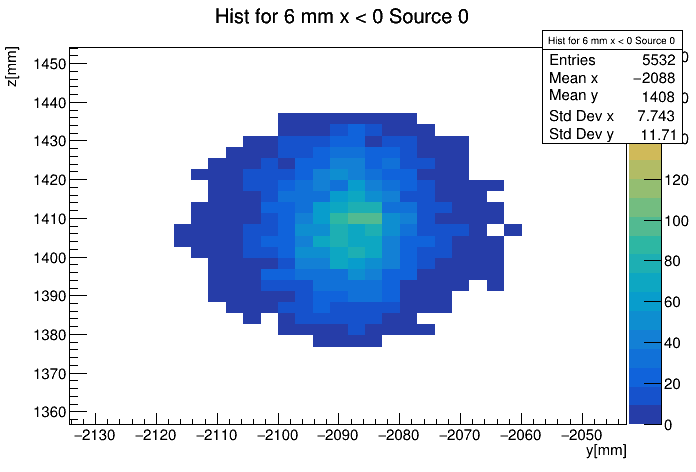 Hist for 6 mm x < 0 Source 0
z[mm]
1450
1440
1430
1420
1410
1400
1390
1380
1370
1360
−2130 −2120 −2110 −2100 −2090 −2080 −2070 −2060 −2050
y[mm]
Hist for 6 mm x < 0 Source 0
Entries 5532
Mean x −2088
Mean y 1408
Std Dev x 7.743
Std Dev y 11.71
120
100
80
60
40
20
0